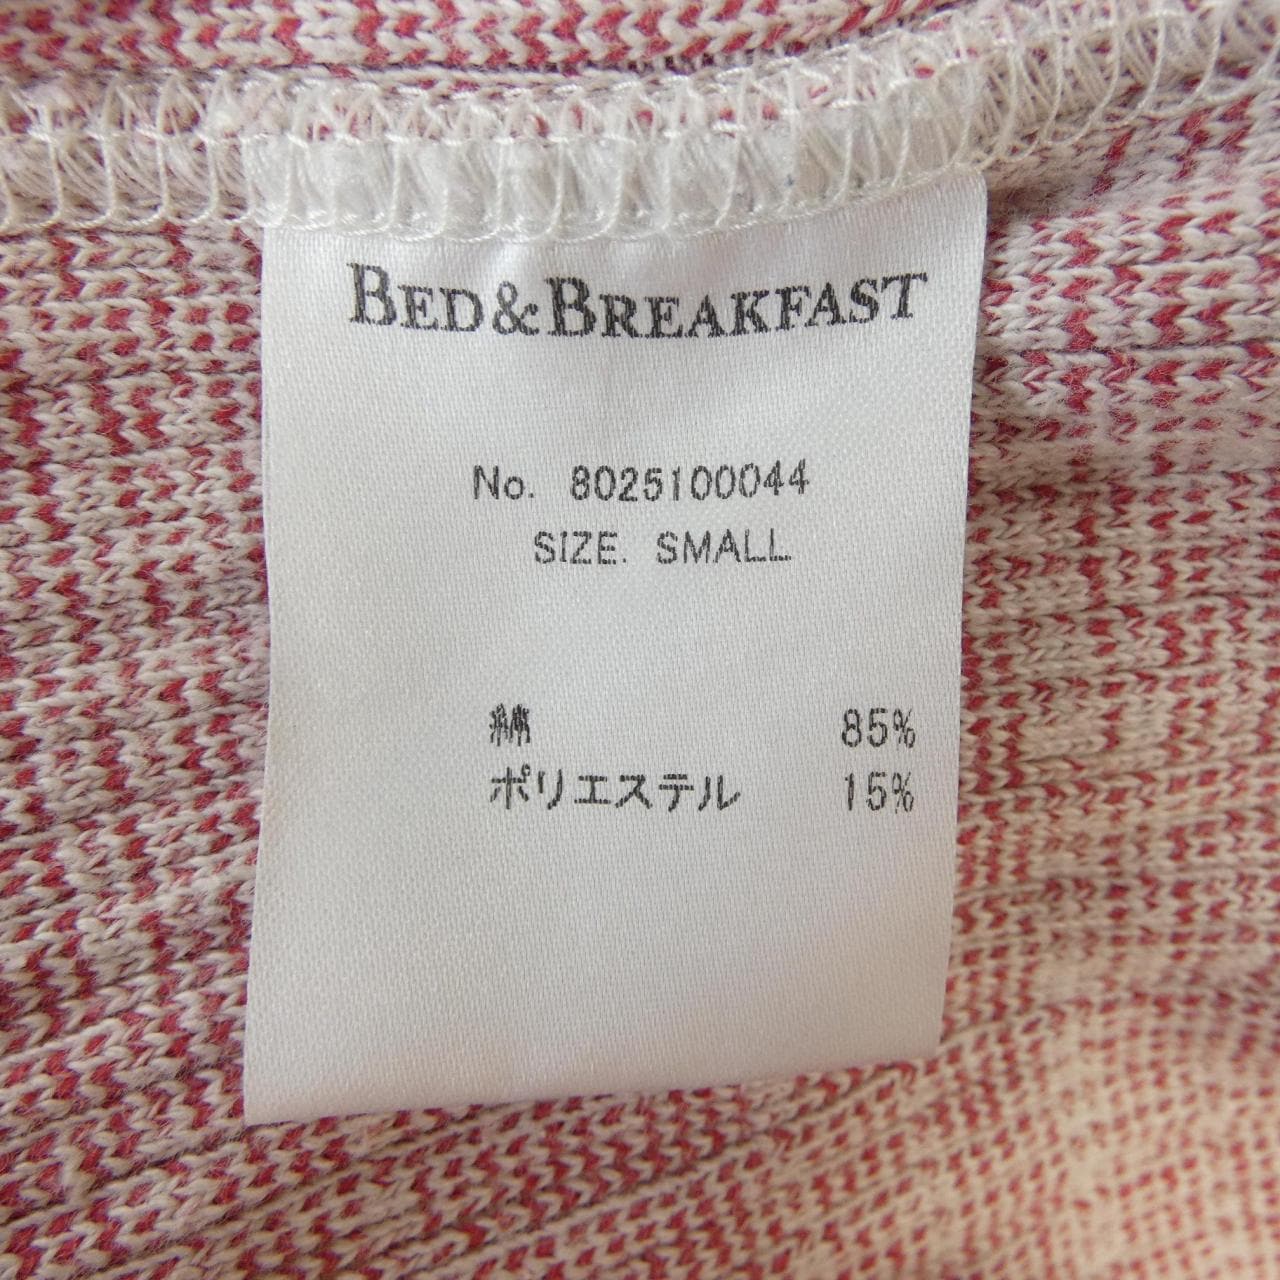 BED&BREAKFAST
No. 8025100044
SIZE. SMALL
綿 85%
ポリエステル 15%